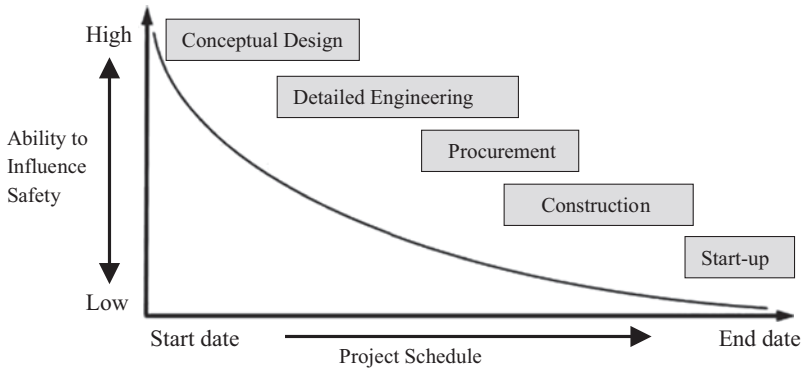 High
Conceptual Design
Detailed Engineering
Ability to
Influence
Safety
Procurement
Construction
Start-up
Low
Start date
End date
Project Schedule